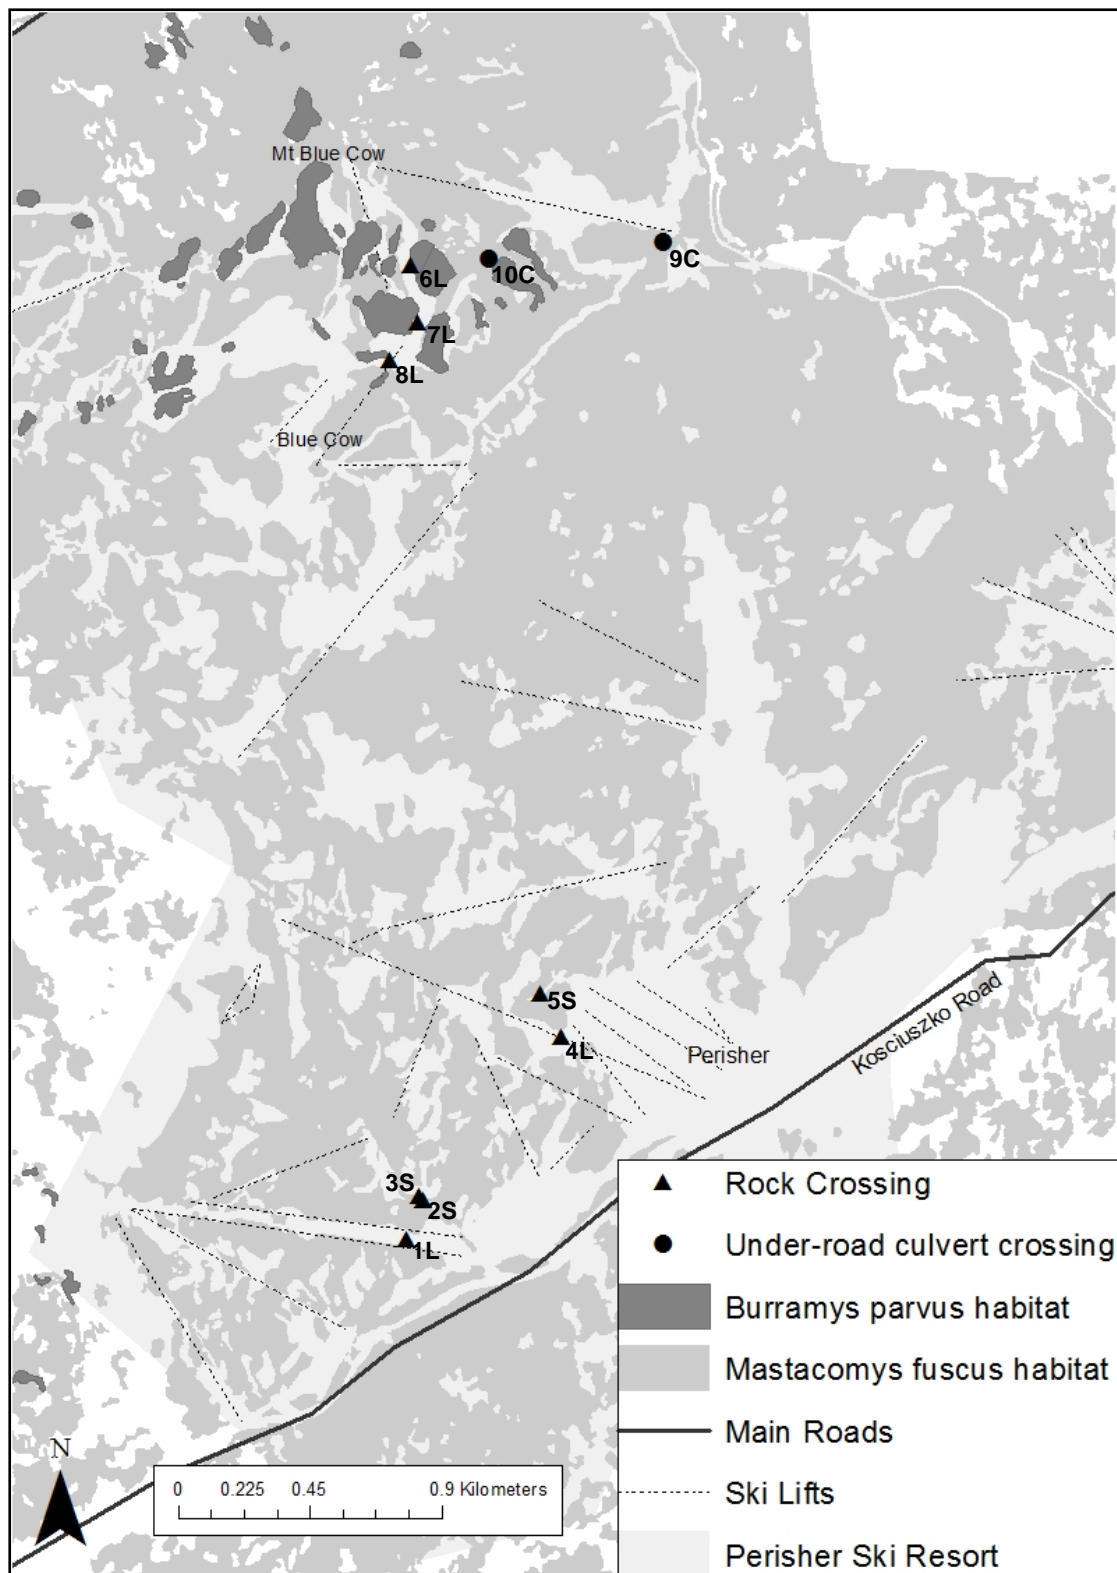 Mt Blue Cow
9C
6L
10C
7L
8L
Blue Cow
5S
4L
Perisher
Kosciuszko Road
3S
2S
1L
Rock Crossing
Under-road culvert crossing
Burramys parvus habitat
Mastacomys fuscus habitat
Main Roads
Ski Lifts
Perisher Ski Resort
N
0 0.225 0.45 0.9 Kilometers